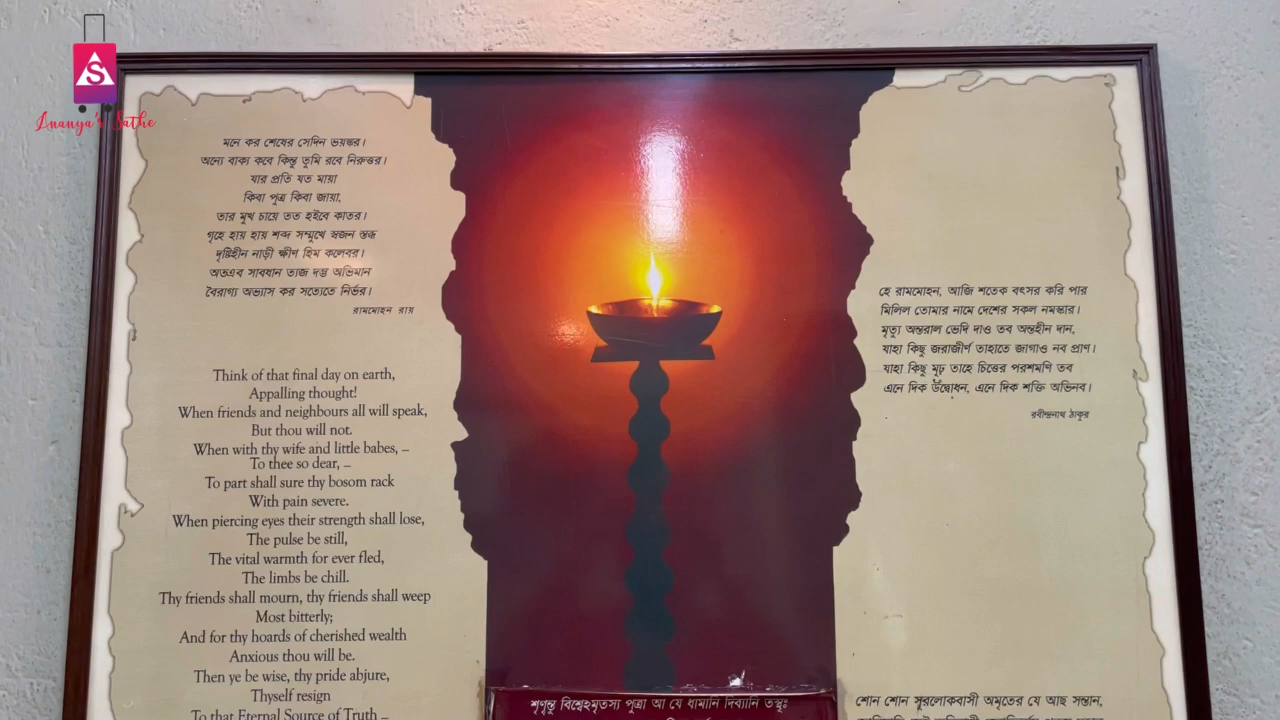 S
Ananya's Sathe
মনে কর শেষের সেদিন ভয়ঙ্কর।
অন্যে বাক্য কবে কিন্তু তুমি রবে নিরুত্তর।
যার প্রতি যত মায়া
কিবা পুত্র কিবা জায়া,
তার মুখ চায়ে তত হইবে কাতর।
গৃহে হায় হায় শব্দ সম্মুখে স্বজন স্তব্ধ
দৃষ্টিহীন নাড়ী ক্ষীণ হিম কলেবর।
অতএব সাবধান ত্যজ দম্ভ অভিমান
বৈরাগ্য অভ্যাস কর সত্যেতে নির্ভর।
রামমোহন রায়
Think of that final day on earth,
Appalling thought!
When friends and neighbours all will speak,
But thou will not.
When with thy wife and little babes, –
To thee so dear, –
To part shall sure thy bosom rack
With pain severe.
When piercing eyes their strength shall lose,
The pulse be still,
The vital warmth for ever fled,
The limbs be chill.
Thy friends shall mourn, thy friends shall weep
Most bitterly;
And for thy hoards of cherished wealth
Anxious thou will be.
Then ye be wise, thy pride abjure,
Thyself resign
To that Eternal Source of Truth –
শৃণ্বন্তু বিশ্বেহমৃতস্য পুত্রা আ যে ধামানি দিব্যানি তস্থুঃ
হে রামমোহন, আজি শতেক বৎসর করি পার
মিলিল তোমার নামে দেশের সকল নমস্কার।
মৃত্যু অন্তরাল ভেদি দাও তব অন্তহীন দান,
যাহা কিছু জরাজীর্ণ তাহাতে জাগাও নব প্রাণ।
যাহা কিছু মূঢ় তাহে চিত্তের পরশমণি তব
এনে দিক উদ্বোধন, এনে দিক শক্তি অভিনব।
রবীন্দ্রনাথ ঠাকুর
শোন শোন সুরলোকবাসী অমৃতের যে আছ সন্তান,